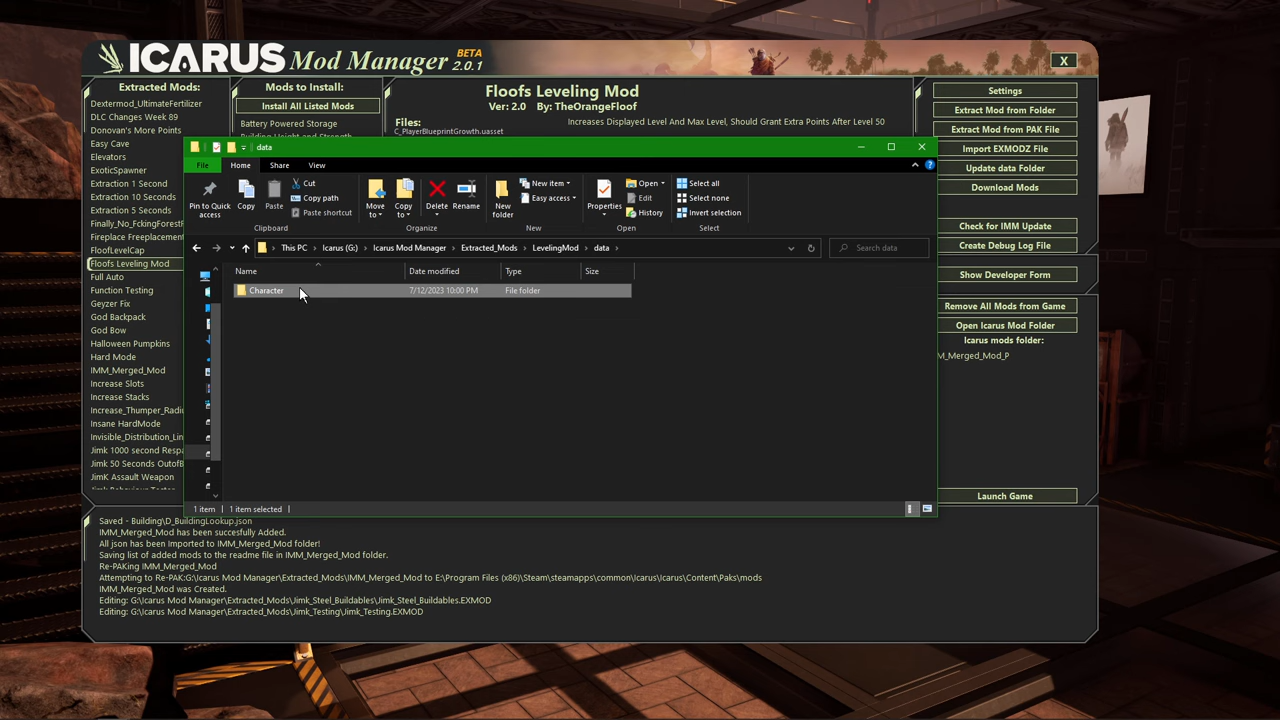 ICARUS Mod Manager BETA 2.0.1
X
Extracted Mods:
Dextermod_UltimateFertilizer
DLC Changes Week 89
Donovan's More Points
Easy Cave
Elevators
ExoticSpawner
Extraction 1 Second
Extraction 10 Seconds
Extraction 5 Seconds
Finally_No_FckingForestF
Fireplace Fireplacement
FloofsLevelCap
Floofs Leveling Mod
Full Auto
Function Testing
Geyzer Fix
God Backpack
God Bow
Halloween Pumpkins
Hard Mode
IMM_Merged_Mod
Increase Slots
Increase Stacks
Increase_Thumper_Radiu
Insane HardMode
Invisible_Distribution_Lin
Jimk 1000 second Respa
Jimk 50 Seconds OutofB
JimK Assault Weapon
Mods to Install:
Install All Listed Mods
Battery Powered Storage
Building Height and Strength
Floofs Leveling Mod
Ver: 2.0 By: TheOrangeFloof
Files:
C_PlayerBlueprintGrowth.uasset
Increases Displayed Level And Max Level, Should Grant Extra Points After Level 50
Settings
Extract Mod from Folder
Extract Mod from PAK File
Import EXMODZ File
Update data Folder
Download Mods
Check for IMM Update
Create Debug Log File
Show Developer Form
Remove All Mods from Game
Open Icarus Mod Folder
Icarus mods folder:
M_Merged_Mod_P
Launch Game
data
File Home Share View
Pin to Quick access
Copy
Paste
Cut
Copy path
Paste shortcut
Clipboard
Move to
Copy to
Delete
Rename
Organize
New folder
New item
Easy access
New
Properties
Open
Edit
History
Open
Select all
Select none
Invert selection
Select
This PC > Icarus (G:) > Icarus Mod Manager > Extracted_Mods > LevelingMod > data >
Search data
Name Date modified Type Size
Character 7/12/2023 10:00 PM File folder
1 item 1 item selected
Saved - Building\D_BuildingLookup.json
IMM_Merged_Mod has been succesfully Added.
All json has been Imported to IMM_Merged_Mod folder!
Saving list of added mods to the readme file in IMM_Merged_Mod folder.
Re-PAKing IMM_Merged_Mod
Attempting to Re-PAK:G:\Icarus Mod Manager\Extracted_mods\IMM_Merged_Mod to E:\Program Files (x86)\Steam\steamapps\common\Icarus\Icarus\Content\Paks\mods
IMM_Merged_Mod was Created.
Editing: G:\Icarus Mod Manager\Extracted_Mods\Jimk_Steel_Buildables\Jimk_Steel_Buildables.EXMOD
Editing: G:\Icarus Mod Manager\Extracted_Mods\Jimk_Testing\Jimk_Testing.EXMOD